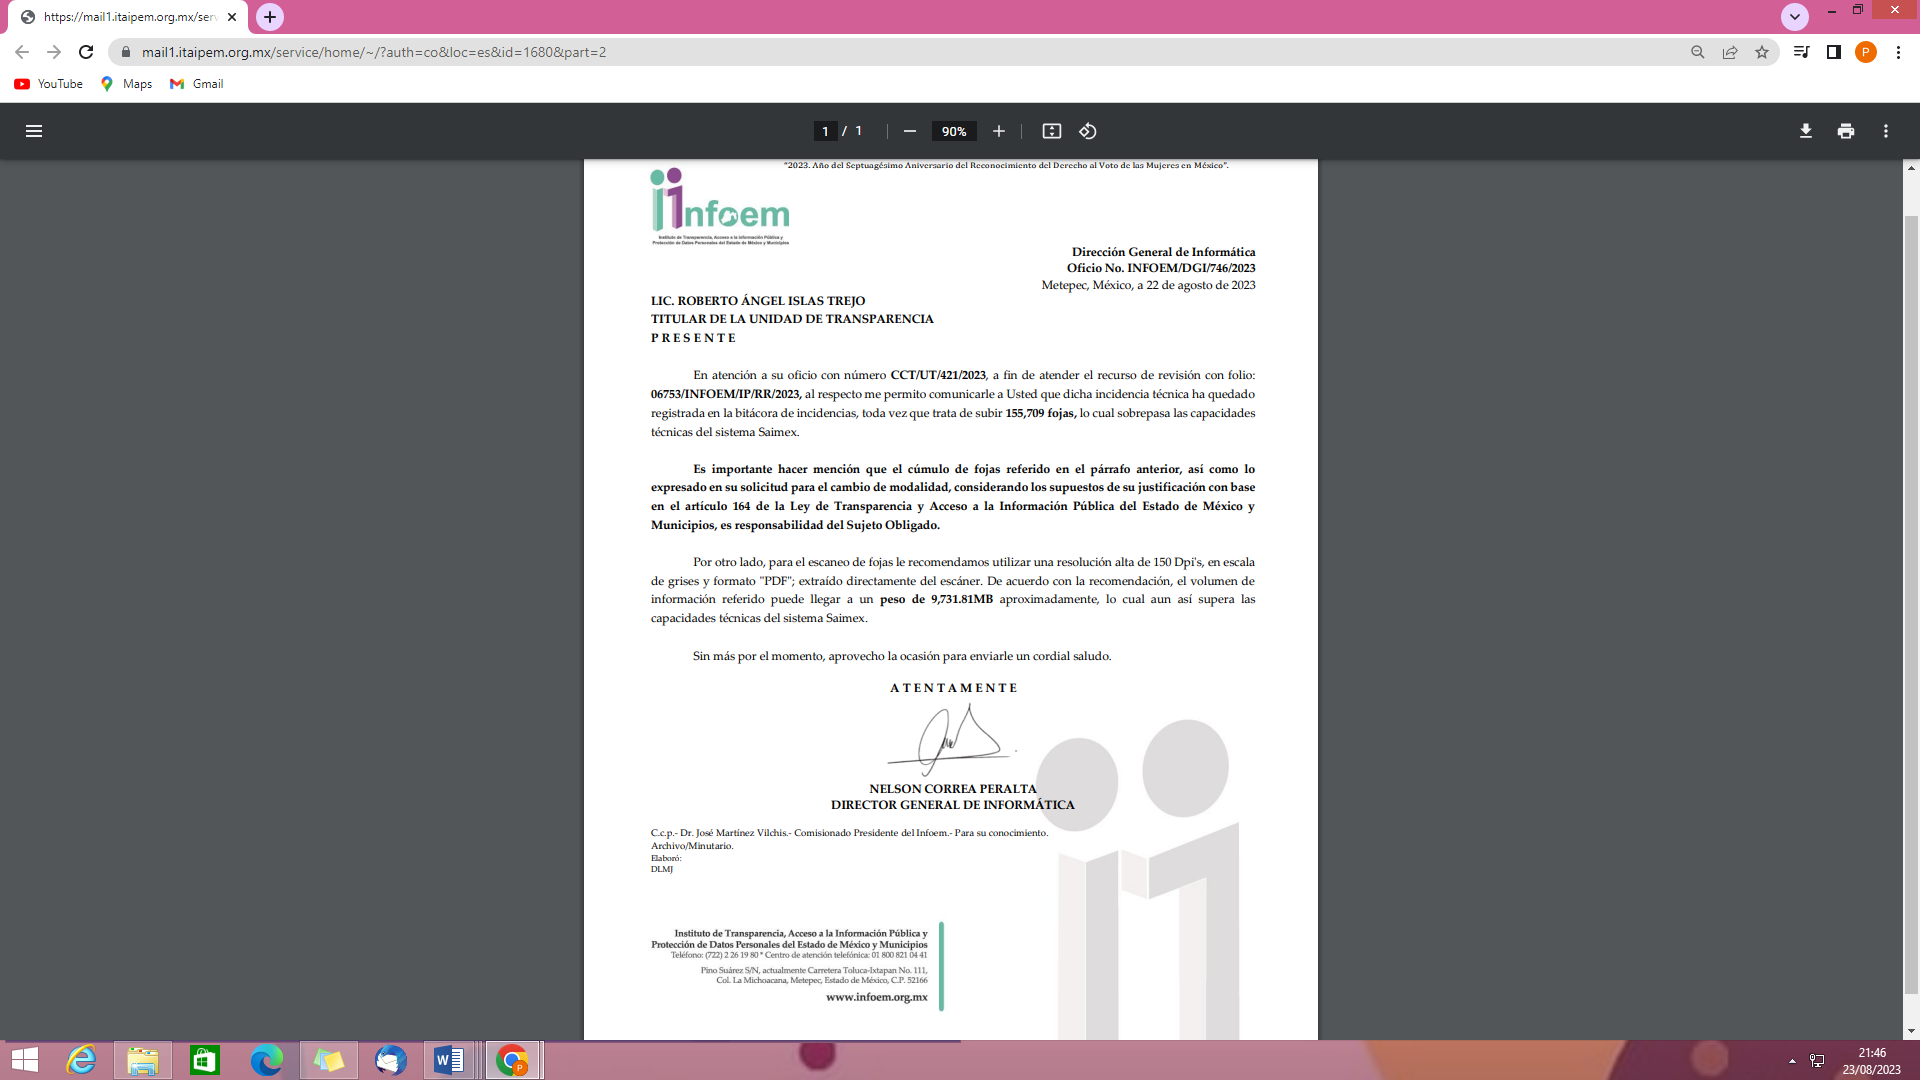 https://mail1.itaipem.org.mx/serv
mail1.itaipem.org.mx/service/home/~/?auth=co&loc=es&id=1680&part=2
P
YouTube
Maps
Gmail
1 / 1
90%
"2023. Año del Septuagésimo Aniversario del Reconocimiento del Derecho al Voto de las Mujeres en México".
infoem
Instituto de Transparencia, Acceso a la Información Pública y
Protección de Datos Personales del Estado de México y Municipios
Dirección General de Informática
Oficio No. INFOEM/DGI/746/2023
Metepec, México, a 22 de agosto de 2023
LIC. ROBERTO ÁNGEL ISLAS TREJO
TITULAR DE LA UNIDAD DE TRANSPARENCIA
P R E S E N T E
En atención a su oficio con número CCT/UT/421/2023, a fin de atender el recurso de revisión con folio:
06753/INFOEM/IP/RR/2023, al respecto me permito comunicarle a Usted que dicha incidencia técnica ha quedado
registrada en la bitácora de incidencias, toda vez que trata de subir 155,709 fojas, lo cual sobrepasa las capacidades
técnicas del sistema Saimex.
Es importante hacer mención que el cúmulo de fojas referido en el párrafo anterior, así como lo
expresado en su solicitud para el cambio de modalidad, considerando los supuestos de su justificación con base
en el artículo 164 de la Ley de Transparencia y Acceso a la Información Pública del Estado de México y
Municipios, es responsabilidad del Sujeto Obligado.
Por otro lado, para el escaneo de fojas le recomendamos utilizar una resolución alta de 150 Dpi's, en escala
de grises y formato "PDF"; extraído directamente del escáner. De acuerdo con la recomendación, el volumen de
información referido puede llegar a un peso de 9,731.81MB aproximadamente, lo cual aun así supera las
capacidades técnicas del sistema Saimex.
Sin más por el momento, aprovecho la ocasión para enviarle un cordial saludo.
A T E N T A M E N T E
NELSON CORREA PERALTA
DIRECTOR GENERAL DE INFORMÁTICA
C.c.p.- Dr. José Martínez Vilchis.- Comisionado Presidente del Infoem.- Para su conocimiento.
Archivo/Minutario.
Elaboró:
DLMJ
Instituto de Transparencia, Acceso a la Información Pública y
Protección de Datos Personales del Estado de México y Municipios
Teléfono: (722) 2 26 19 80 * Centro de atención telefónica: 01 800 821 04 41
Pino Suárez S/N, actualmente Carretera Toluca-Ixtapan No. 111,
Col. La Michoacana, Metepec, Estado de México, C.P. 52166
www.infoem.org.mx
21:46
23/08/2023